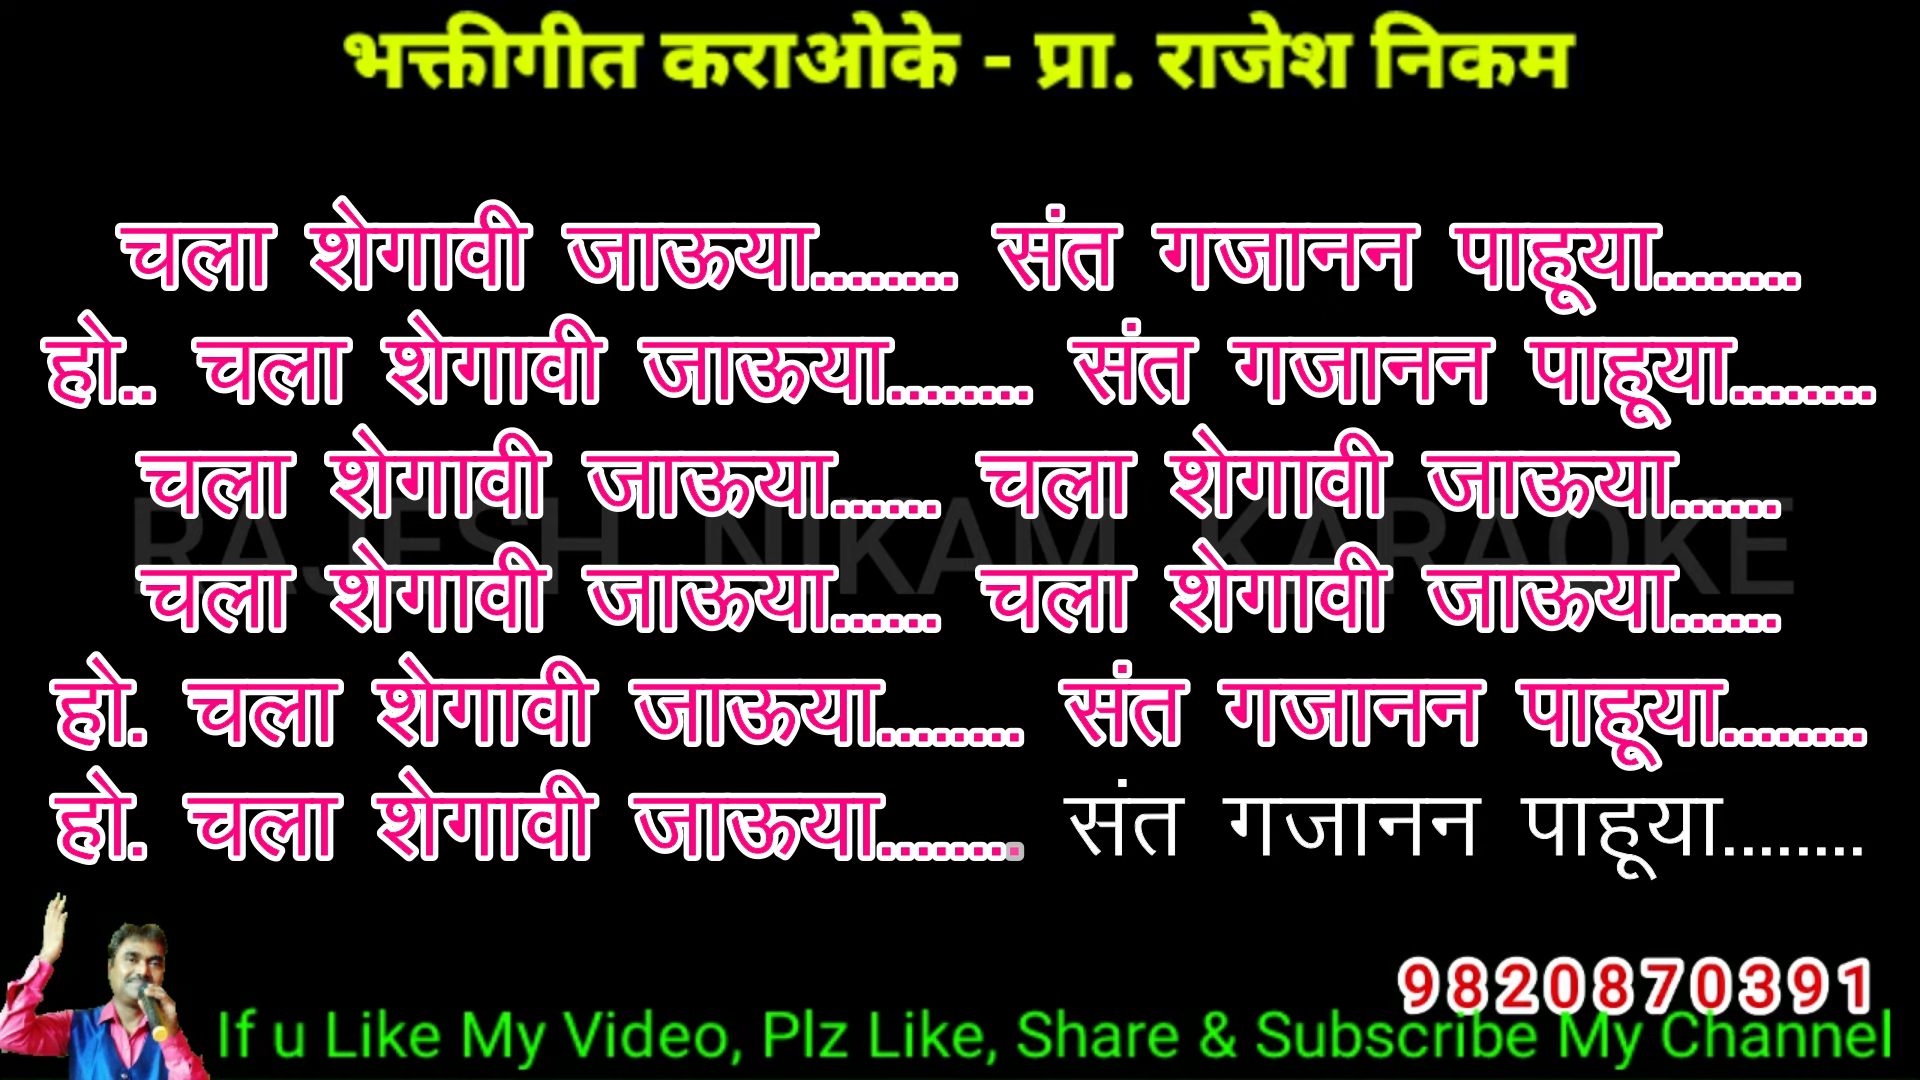 भक्तीगीत कराओके - प्रा. राजेश निकम
चला शेगावी जाऊया........ संत गजानन पाहूया........
हो.. चला शेगावी जाऊया........ संत गजानन पाहूया........
चला शेगावी जाऊया...... चला शेगावी जाऊया......
RAJESH NIKAM KARAOKE
चला शेगावी जाऊया...... चला शेगावी जाऊया......
हो. चला शेगावी जाऊया........ संत गजानन पाहूया........
हो. चला शेगावी जाऊया........ संत गजानन पाहूया........
9820870391
If u Like My Video, Plz Like, Share & Subscribe My Channel